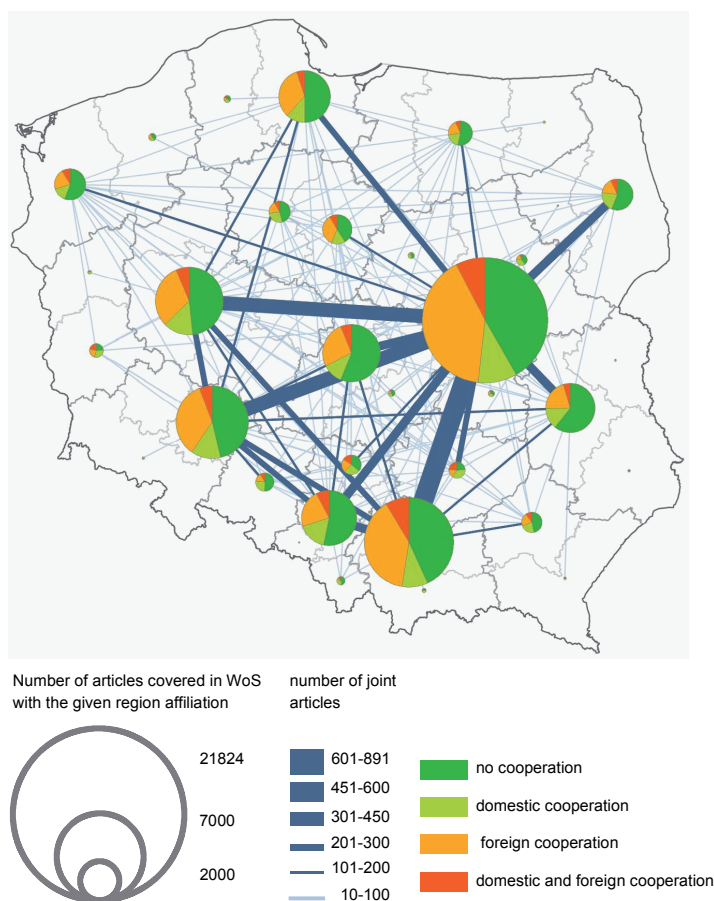 Number of articles covered in WoS
with the given region affiliation
21824
7000
2000
number of joint
articles
601-891
451-600
301-450
201-300
101-200
10-100
no cooperation
domestic cooperation
foreign cooperation
domestic and foreign cooperation